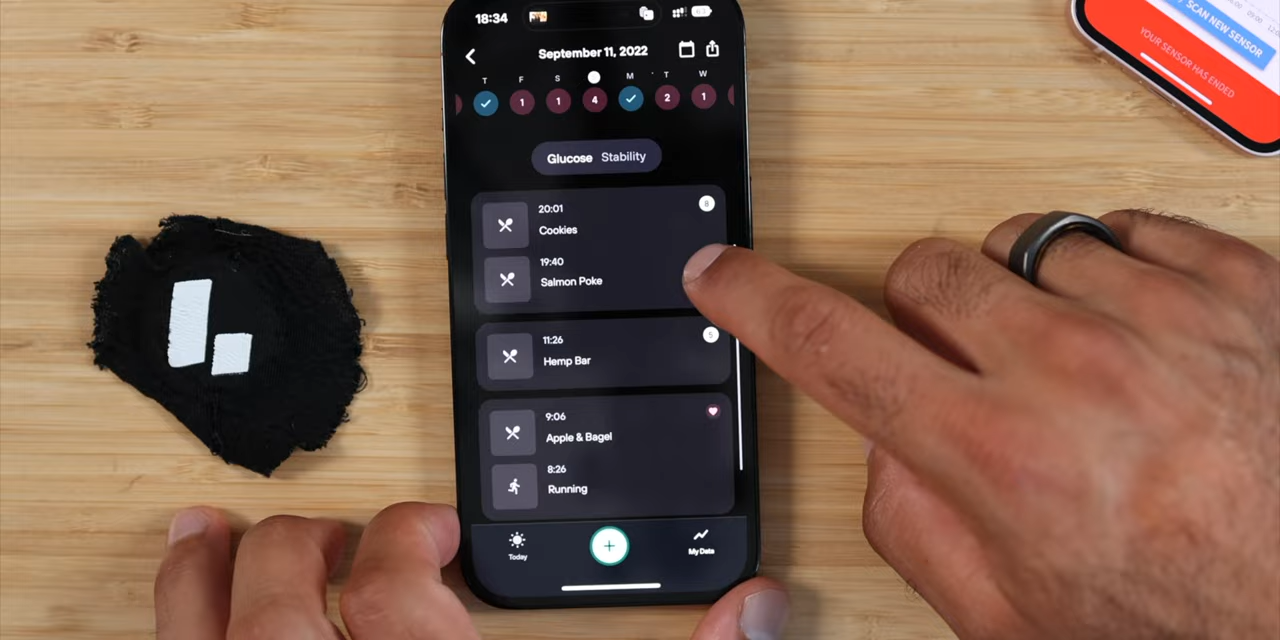 18:34
September 11, 2022
T F S M T W
1 1 4 2 1
Glucose Stability
20:01
8
Cookies
19:40
Salmon Poke
11:26
5
Hemp Bar
9:06
Apple & Bagel
8:26
Running
+
Today
My Data
SCAN NEW SENSOR
YOUR SENSOR HAS ENDED